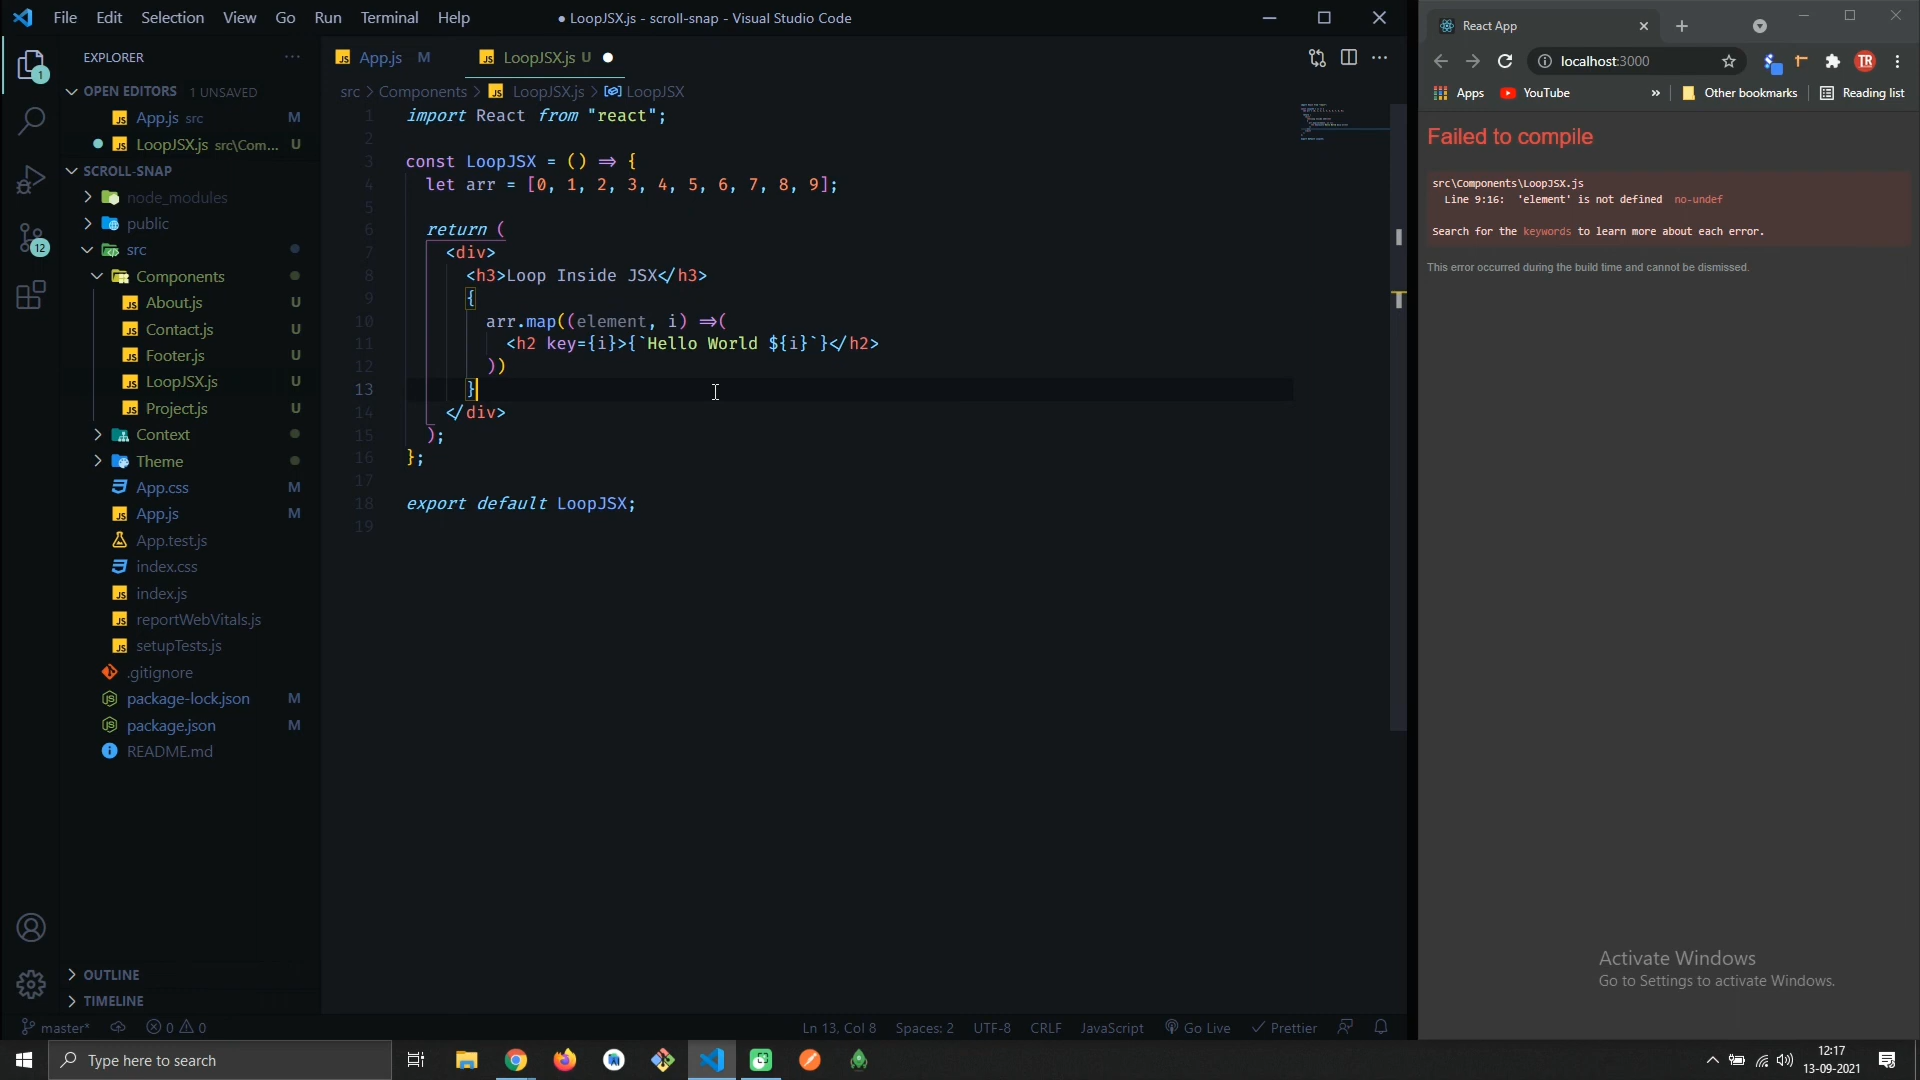 File Edit Selection View Go Run Terminal Help
● LoopJSX.js - scroll-snap - Visual Studio Code
EXPLORER
OPEN EDITORS 1 UNSAVED
App.js src M
LoopJSX.js src\Com... U
SCROLL-SNAP
node_modules
public
src
Components
About.js U
Contact.js U
Footer.js U
LoopJSX.js U
Project.js U
Context
Theme
App.css M
App.js M
App.test.js
index.css
index.js
reportWebVitals.js
setupTests.js
.gitignore
package-lock.json M
package.json M
README.md
OUTLINE
TIMELINE
1
12
App.js M
LoopJSX.js U
src > Components > LoopJSX.js > LoopJSX
1 import React from "react";
2
3 const LoopJSX = () => {
4 let arr = [0, 1, 2, 3, 4, 5, 6, 7, 8, 9];
5
6 return (
7 <div>
8 <h3>Loop Inside JSX</h3>
9 {
10 arr.map((element, i) =>(
11 <h2 key={i}>{`Hello World ${i}`}</h2>
12 ))
13 }
14 </div>
15 );
16 };
17
18 export default LoopJSX;
19
master* 0 0
Ln 13, Col 8 Spaces: 2 UTF-8 CRLF JavaScript Go Live Prettier
React App
localhost:3000
TR
Apps YouTube » Other bookmarks Reading list
Failed to compile
src\Components\LoopJSX.js
Line 9:16: 'element' is not defined no-undef
Search for the keywords to learn more about each error.
This error occurred during the build time and cannot be dismissed.
Activate Windows
Go to Settings to activate Windows.
Type here to search
12:17
13-09-2021